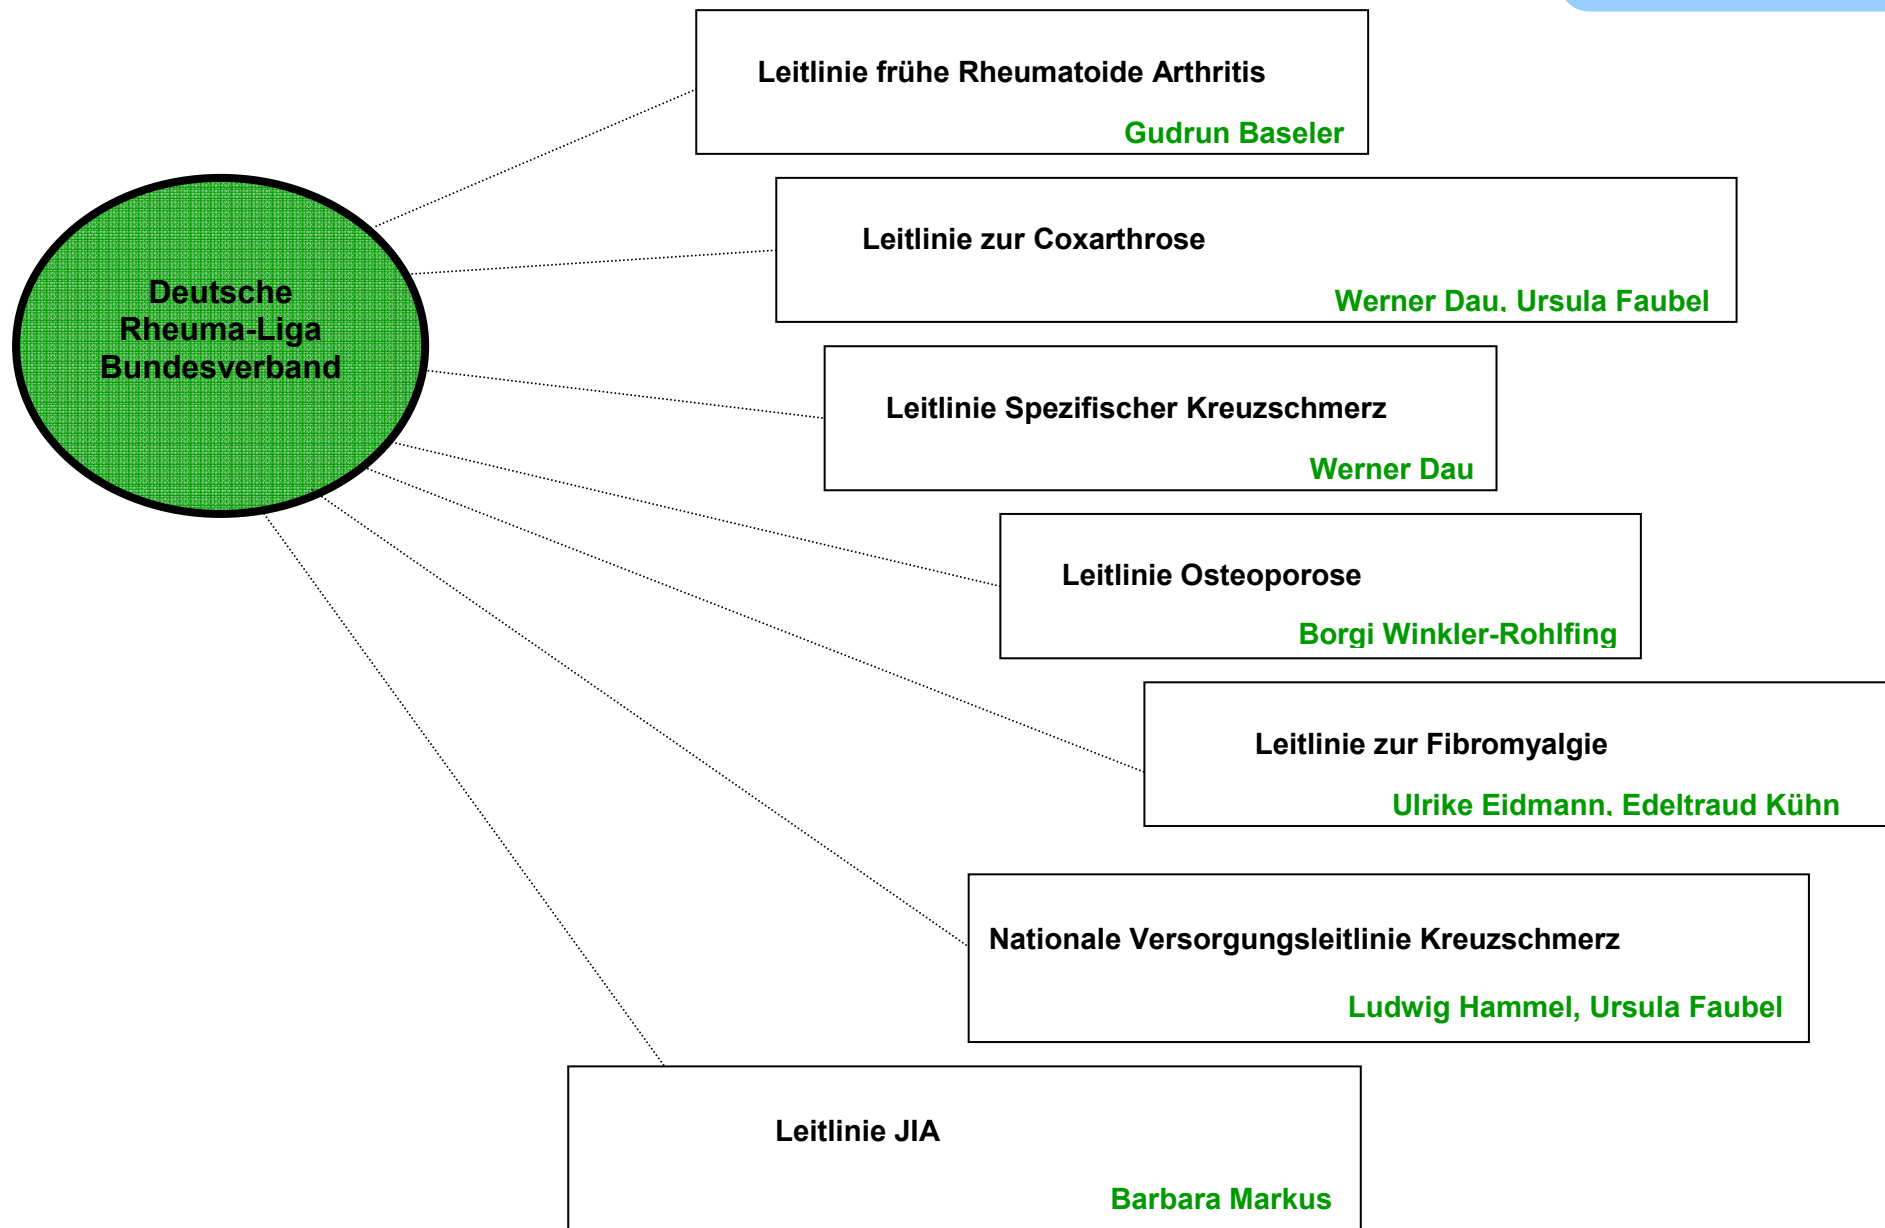 Leitlinie frühe Rheumatoide Arthritis
Gudrun Baseler
Leitlinie zur Coxarthrose
Werner Dau, Ursula Faubel
Deutsche
Rheuma-Liga
Bundesverband
Leitlinie Spezifischer Kreuzschmerz
Werner Dau
Leitlinie Osteoporose
Borgi Winkler-Rohlfing
Leitlinie zur Fibromyalgie
Ulrike Eidmann, Edeltraud Kühn
Nationale Versorgungsleitlinie Kreuzschmerz
Ludwig Hammel, Ursula Faubel
Leitlinie JIA
Barbara Markus